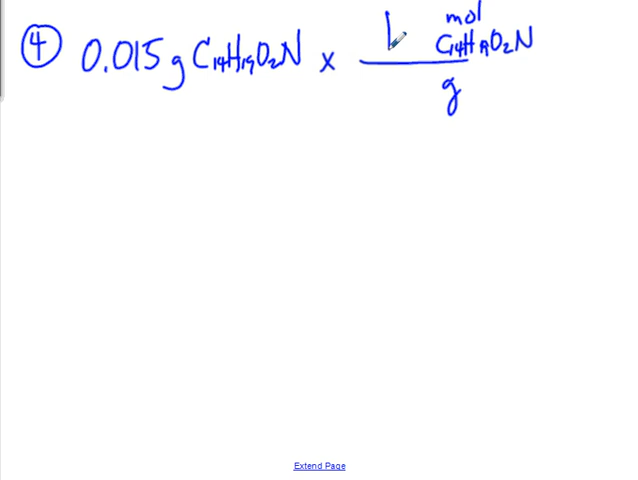 ④ 0.015 g C₁₄H₁₉O₂N × 1 mol C₁₄H₁₉O₂N
g
Extend Page